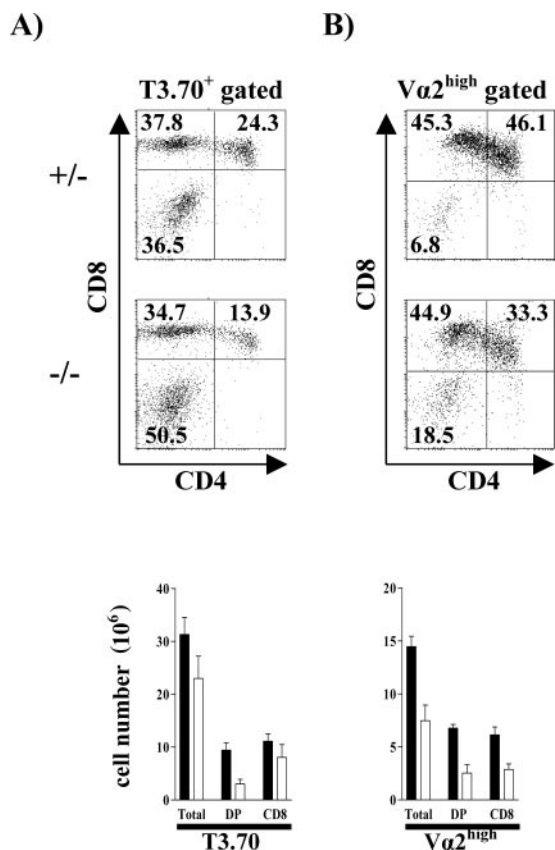 A)
B)
T3.70+ gated
Vα2high gated
+/-
37.8 24.3
36.5
45.3 46.1
6.8
CD8
CD8
-/-
34.7 13.9
50.5
44.9 33.3
18.5
CD4
CD4
cell number (10^6)
40
30
20
10
0
Total DP CD8
T3.70
20
15
10
5
0
Total DP CD8
Vα2high